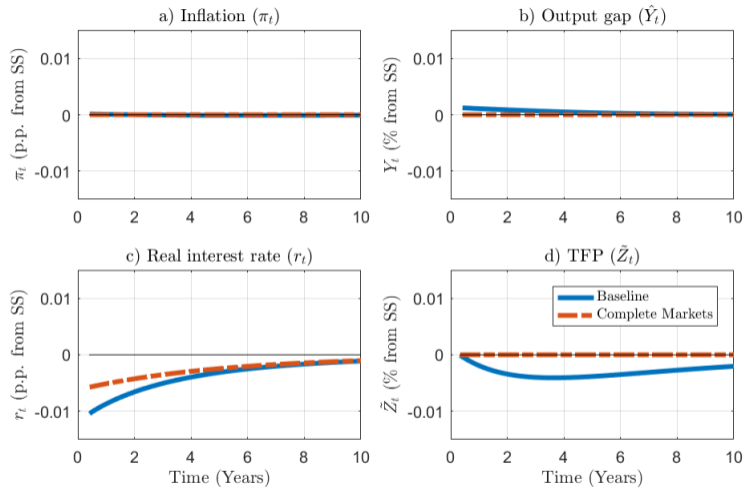 a) Inflation (πₜ)
b) Output gap (Ŷₜ)
πₜ (p.p. from SS)
0.01
0
-0.01
0 2 4 6 8 10
Yₜ (% from SS)
0.01
0
-0.01
0 2 4 6 8 10
c) Real interest rate (rₜ)
d) TFP (Z̃ₜ)
rₜ (p.p. from SS)
0.01
0
-0.01
0 2 4 6 8 10
Time (Years)
Z̃ₜ (% from SS)
0.01
0
-0.01
Baseline
Complete Markets
0 2 4 6 8 10
Time (Years)